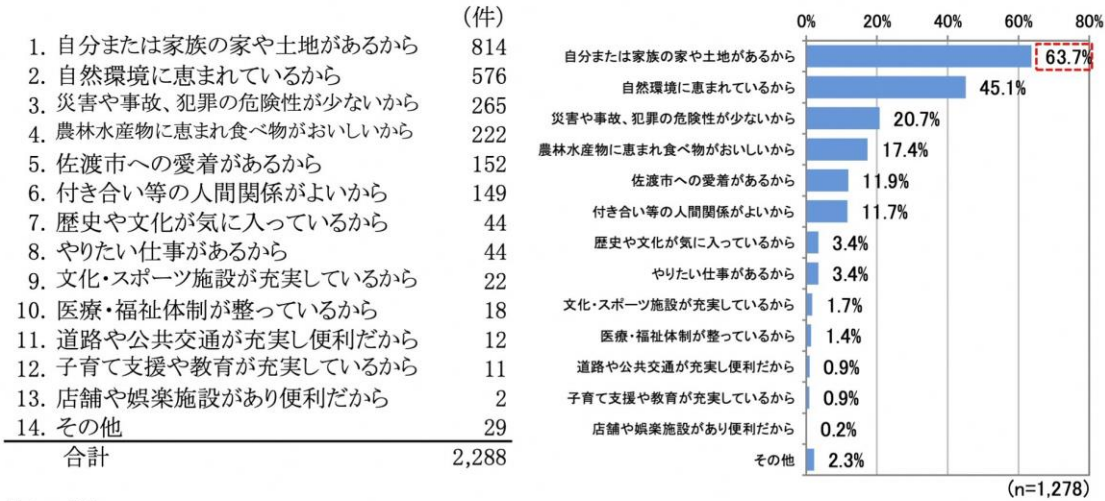 (件)
1. 自分または家族の家や土地があるから 814
2. 自然環境に恵まれているから 576
3. 災害や事故、犯罪の危険性が少ないから 265
4. 農林水産物に恵まれ食べ物がおいしいから 222
5. 佐渡市への愛着があるから 152
6. 付き合い等の人間関係がよいから 149
7. 歴史や文化が気に入っているから 44
8. やりたい仕事があるから 44
9. 文化・スポーツ施設が充実しているから 22
10. 医療・福祉体制が整っているから 18
11. 道路や公共交通が充実し便利だから 12
12. 子育て支援や教育が充実しているから 11
13. 店舗や娯楽施設があり便利だから 2
14. その他 29
合計 2,288
0% 20% 40% 60% 80%
自分または家族の家や土地があるから 63.7%
自然環境に恵まれているから 45.1%
災害や事故、犯罪の危険性が少ないから 20.7%
農林水産物に恵まれ食べ物がおいしいから 17.4%
佐渡市への愛着があるから 11.9%
付き合い等の人間関係がよいから 11.7%
歴史や文化が気に入っているから 3.4%
やりたい仕事があるから 3.4%
文化・スポーツ施設が充実しているから 1.7%
医療・福祉体制が整っているから 1.4%
道路や公共交通が充実し便利だから 0.9%
子育て支援や教育が充実しているから 0.9%
店舗や娯楽施設があり便利だから 0.2%
その他 2.3%
(n=1,278)